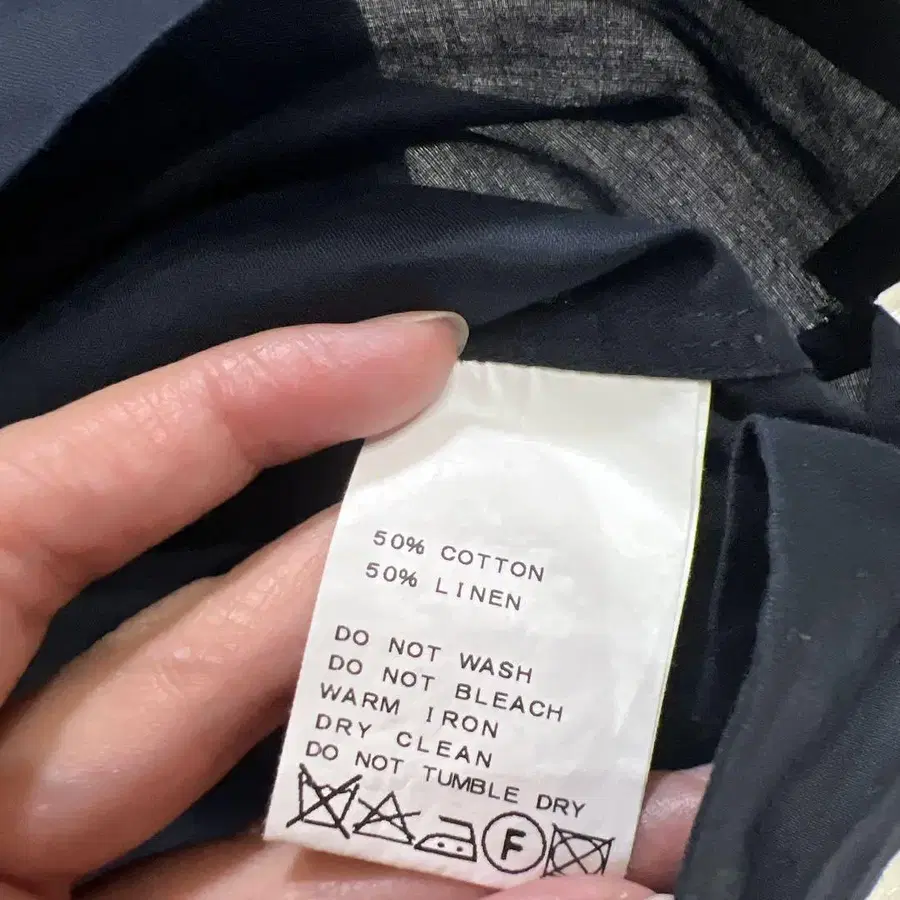 50% COTTON
50% LINEN
DO NOT WASH
DO NOT BLEACH
WARM IRON
DRY CLEAN
DO NOT TUMBLE DRY
F